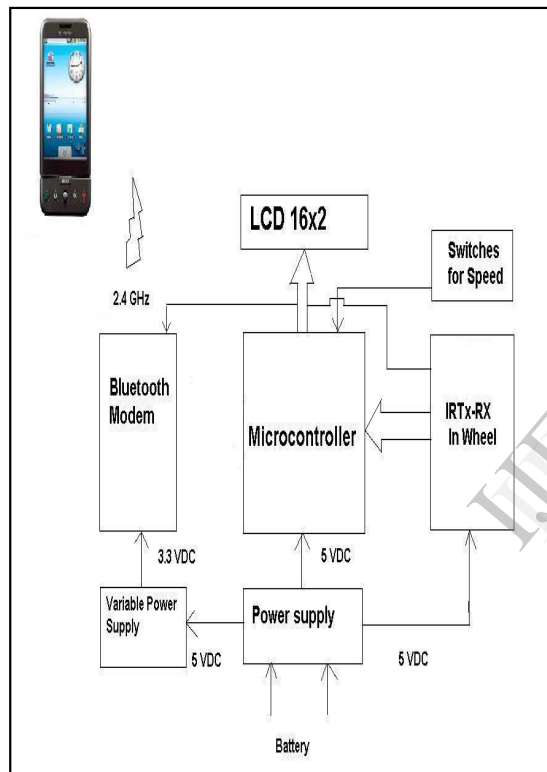 LCD 16x2
Switches
for Speed
2.4 GHz
Bluetooth
Modem
Microcontroller
IRTx-RX
In Wheel
3.3 VDC
5 VDC
Variable Power
Supply
Power supply
5 VDC
5 VDC
Battery